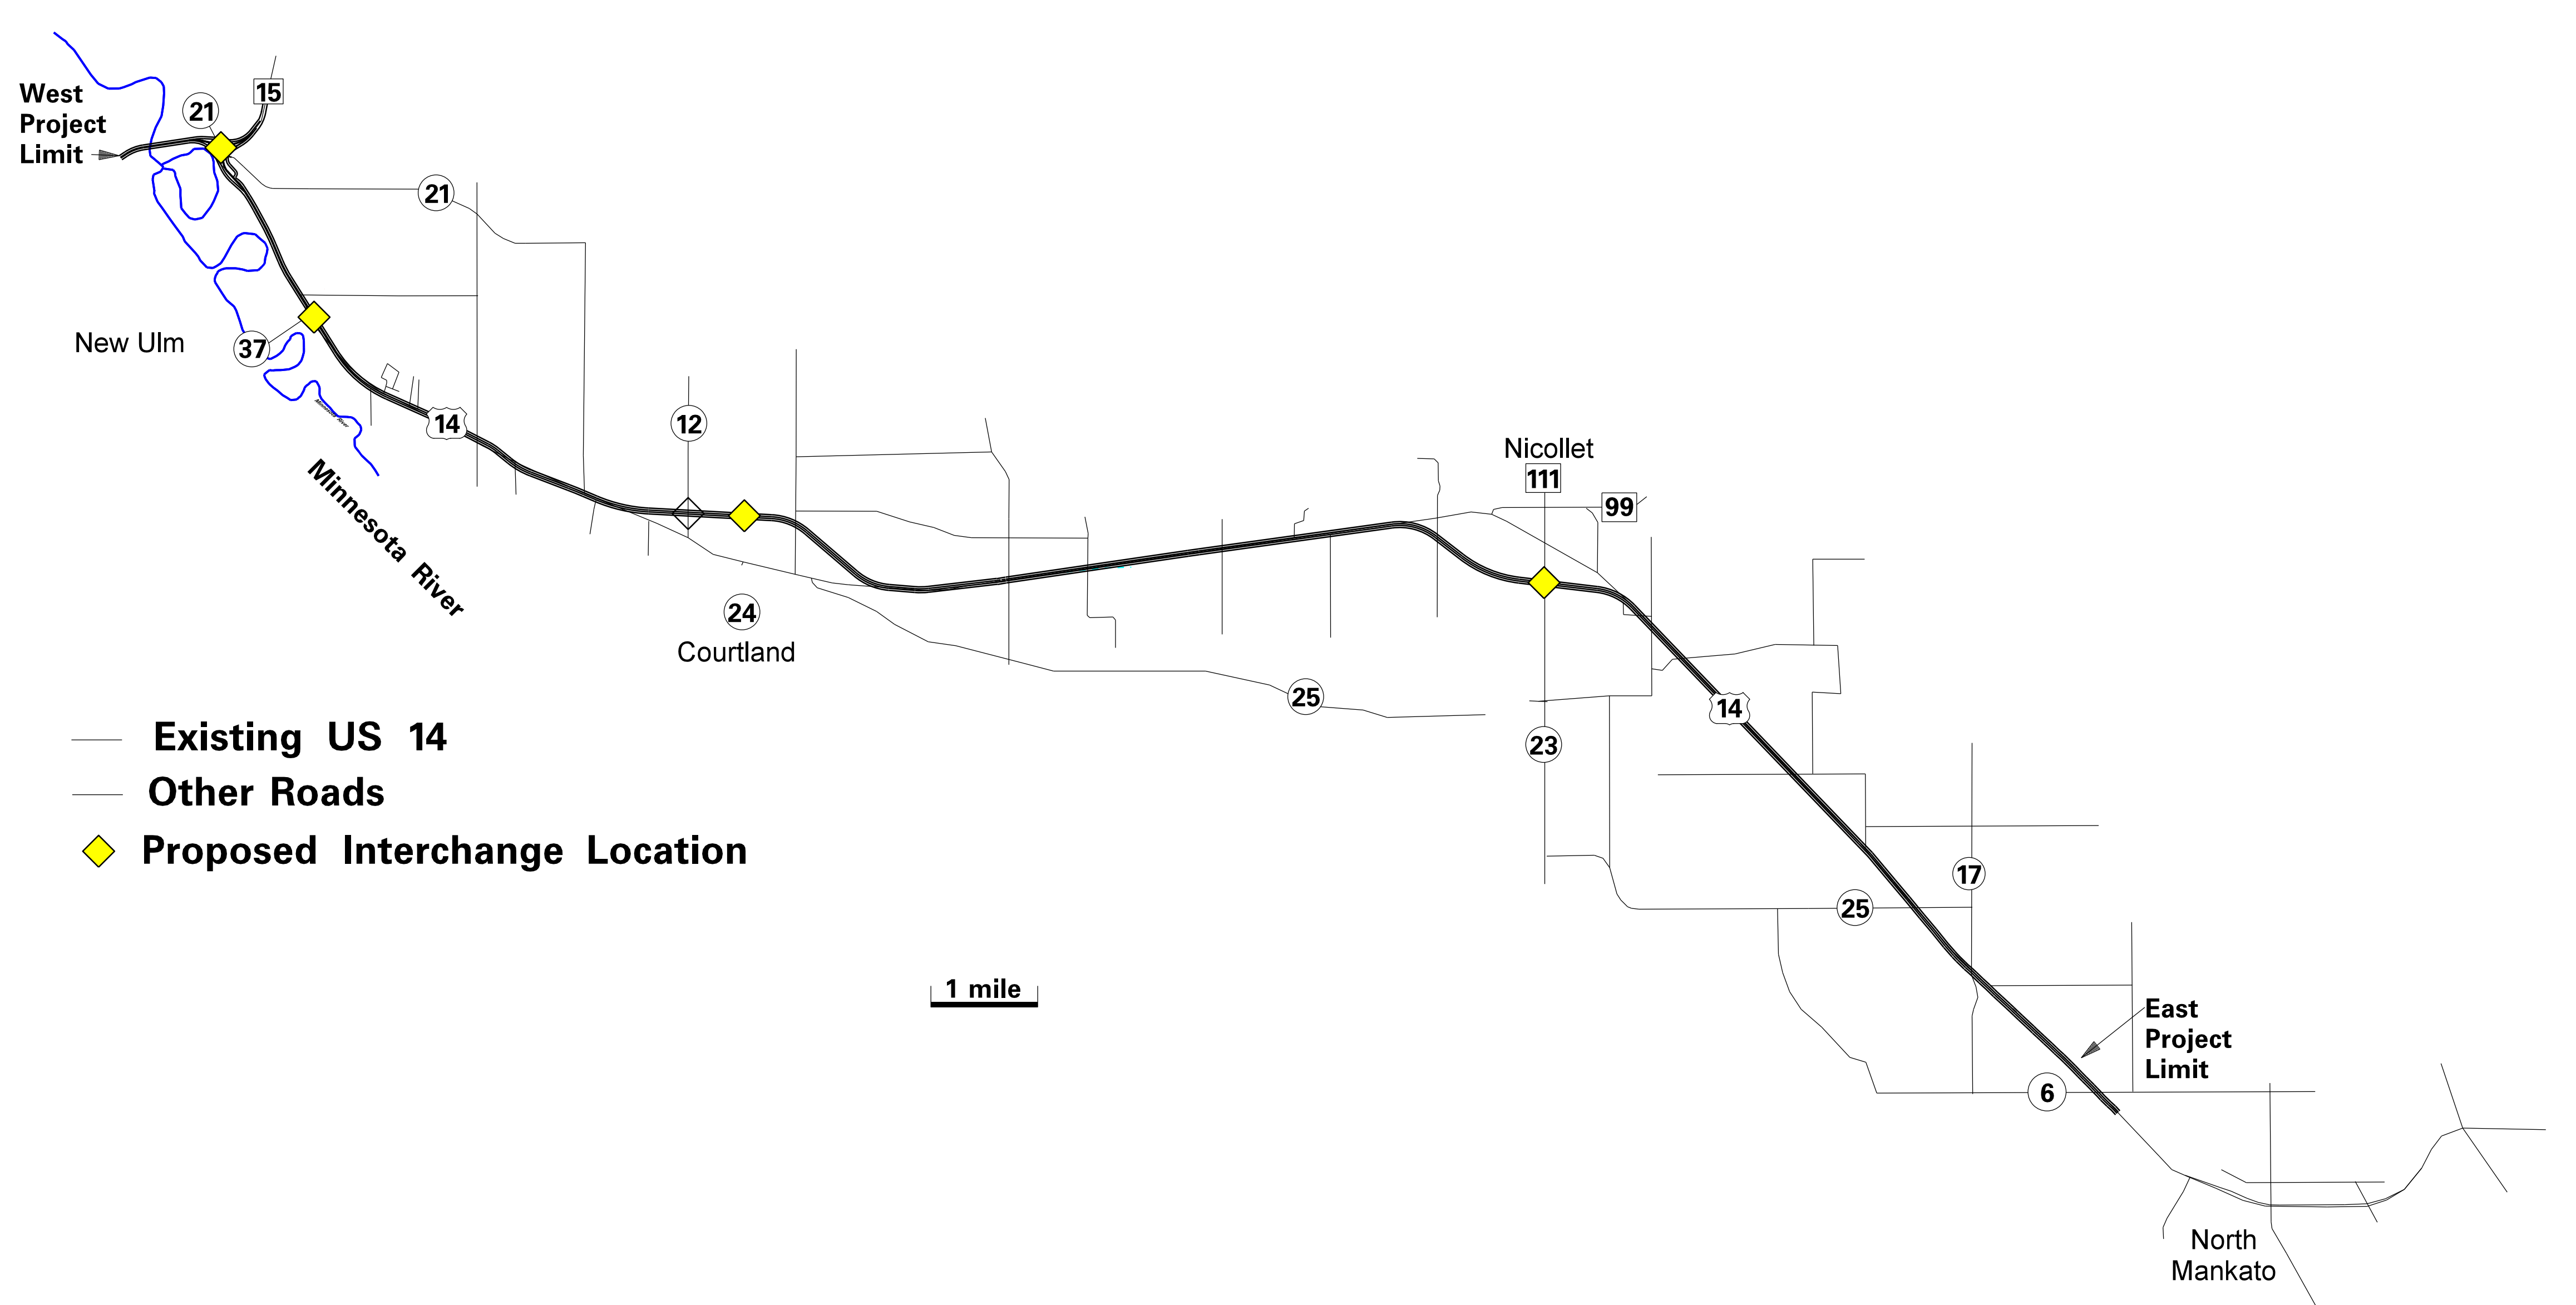 West
Project
Limit
21
15
21
New Ulm
37
14
Minnesota River
Minnesota River
12
24
Courtland
Nicollet
111
99
25
23
14
17
25
Existing US 14
Other Roads
Proposed Interchange Location
1 mile
East
Project
Limit
6
North
Mankato